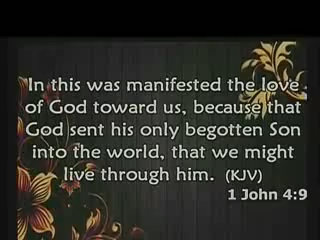 In this was manifested the love
of God toward us, because that
God sent his only begotten Son
into the world, that we might
live through him. (KJV)
1 John 4:9